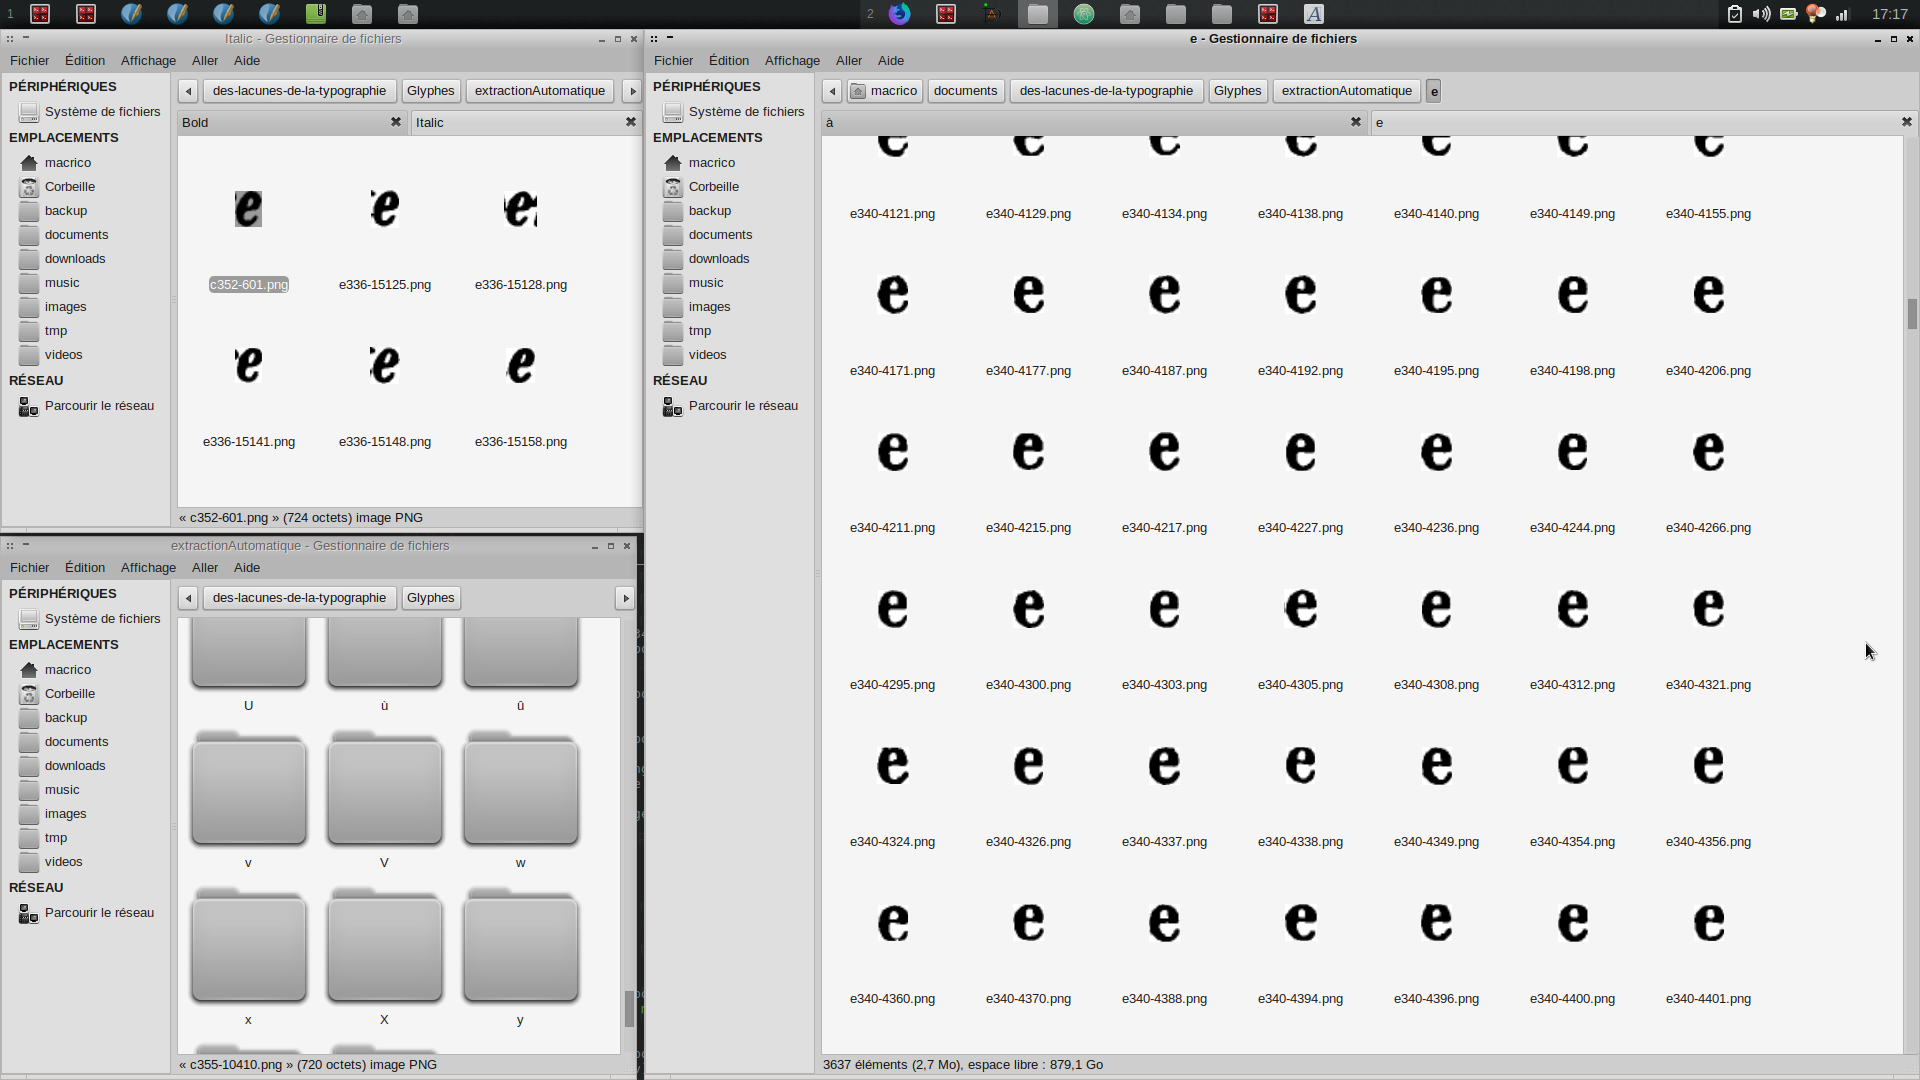 1
2
17:17
Italic - Gestionnaire de fichiers
Fichier Édition Affichage Aller Aide
PÉRIPHÉRIQUES
Système de fichiers
EMPLACEMENTS
macrico
Corbeille
backup
documents
downloads
music
images
tmp
videos
RÉSEAU
Parcourir le réseau
des-lacunes-de-la-typographie Glyphes extractionAutomatique
Bold Italic
e e e
c352-601.png e336-15125.png e336-15128.png
e e e
e336-15141.png e336-15148.png e336-15158.png
« c352-601.png » (724 octets) image PNG
extractionAutomatique - Gestionnaire de fichiers
Fichier Édition Affichage Aller Aide
PÉRIPHÉRIQUES
Système de fichiers
EMPLACEMENTS
macrico
Corbeille
backup
documents
downloads
music
images
tmp
videos
RÉSEAU
Parcourir le réseau
des-lacunes-de-la-typographie Glyphes
U ù û
v V w
x X y
« c355-10410.png » (720 octets) image PNG
e - Gestionnaire de fichiers
Fichier Édition Affichage Aller Aide
PÉRIPHÉRIQUES
Système de fichiers
EMPLACEMENTS
macrico
Corbeille
backup
documents
downloads
music
images
tmp
videos
RÉSEAU
Parcourir le réseau
macrico documents des-lacunes-de-la-typographie Glyphes extractionAutomatique e
à e
e e e e e e e
e340-4121.png e340-4129.png e340-4134.png e340-4138.png e340-4140.png e340-4149.png e340-4155.png
e e e e e e e
e340-4171.png e340-4177.png e340-4187.png e340-4192.png e340-4195.png e340-4198.png e340-4206.png
e e e e e e e
e340-4211.png e340-4215.png e340-4217.png e340-4227.png e340-4236.png e340-4244.png e340-4266.png
e e e e e e e
e340-4295.png e340-4300.png e340-4303.png e340-4305.png e340-4308.png e340-4312.png e340-4321.png
e e e e e e e
e340-4324.png e340-4326.png e340-4337.png e340-4338.png e340-4349.png e340-4354.png e340-4356.png
e e e e e e e
e340-4360.png e340-4370.png e340-4388.png e340-4394.png e340-4396.png e340-4400.png e340-4401.png
3637 éléments (2,7 Mo), espace libre : 879,1 Go